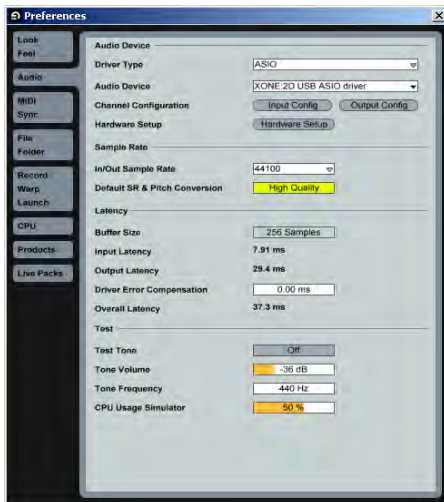 Preferences
Look
Feel
Audio
MIDI
Sync
File
Folder
Record
Warp
Launch
CPU
Products
Live Packs
Audio Device
Driver Type ASIO
Audio Device XONE:2D USB ASIO driver
Channel Configuration Input Config Output Config
Hardware Setup Hardware Setup
Sample Rate
In/Out Sample Rate 44100
Default SR & Pitch Conversion High Quality
Latency
Buffer Size 256 Samples
Input Latency 7.91 ms
Output Latency 29.4 ms
Driver Error Compensation 0.00 ms
Overall Latency 37.3 ms
Test
Test Tone Off
Tone Volume -36 dB
Tone Frequency 440 Hz
CPU Usage Simulator 50 %